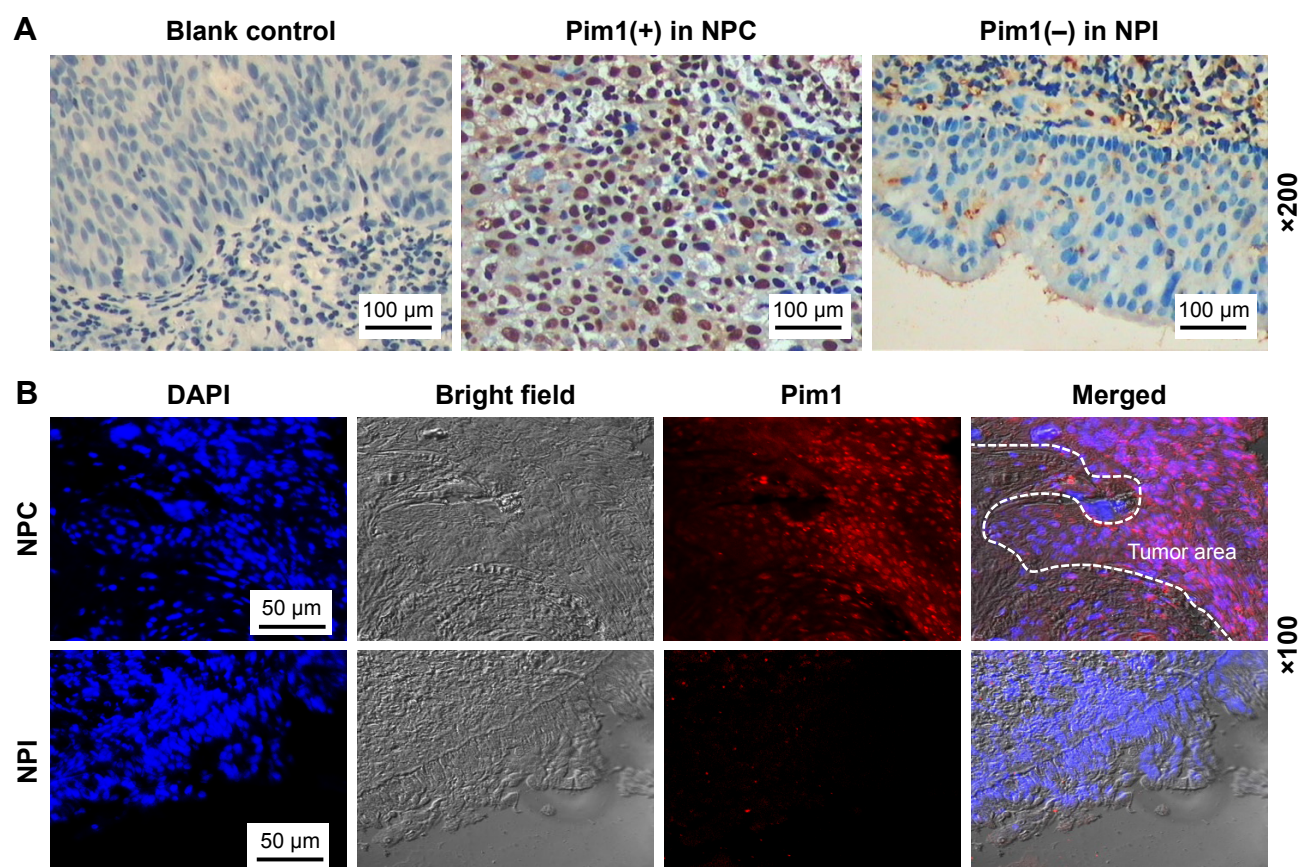 A
Blank control
Pim1(+) in NPC
Pim1(–) in NPI
100 µm
100 µm
100 µm
×200
B
DAPI
Bright field
Pim1
Merged
NPC
50 µm
Tumor area
NPI
50 µm
×100